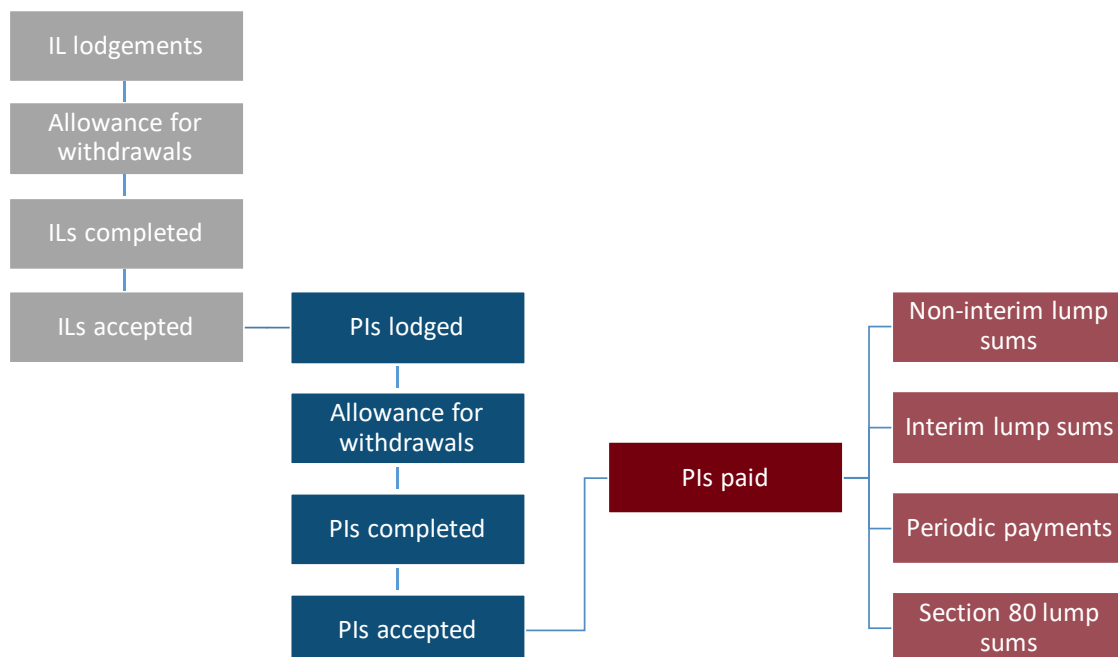 IL lodgements
Allowance for
withdrawals
ILs completed
ILs accepted
PIs lodged
Allowance for
withdrawals
PIs completed
PIs accepted
PIs paid
Non-interim lump
sums
Interim lump sums
Periodic payments
Section 80 lump
sums